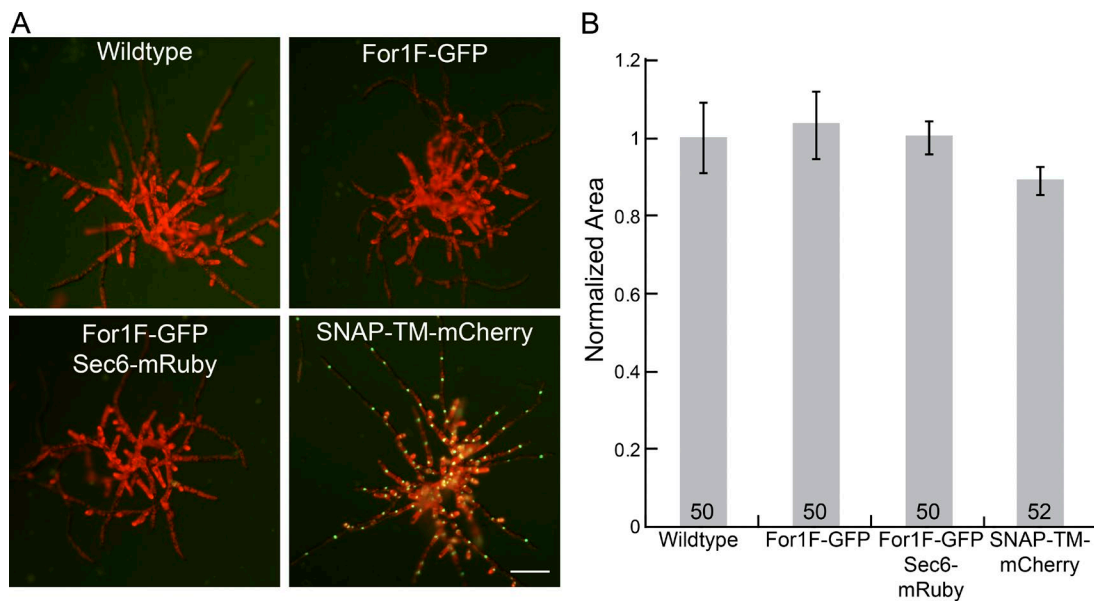 A
Wildtype
For1F-GFP
For1F-GFP
Sec6-mRuby
SNAP-TM-mCherry
B
Normalized Area
1.2
1
0.8
0.6
0.4
0.2
0
50
50
50
52
Wildtype
For1F-GFP
For1F-GFP
Sec6-
mRuby
SNAP-TM-
mCherry